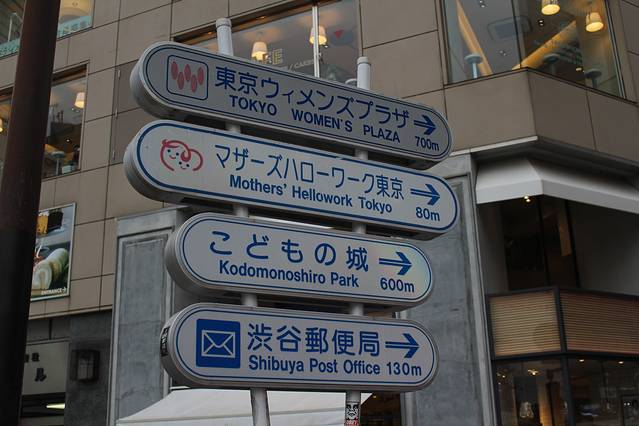 東京ウィメンズプラザ
TOKYO WOMEN'S PLAZA
700m
マザーズハローワーク東京
Mothers' Hellowork Tokyo
80m
こどもの城
Kodomonoshiro Park
600m
渋谷郵便局
Shibuya Post Office 130m
ENTRANCE
ル